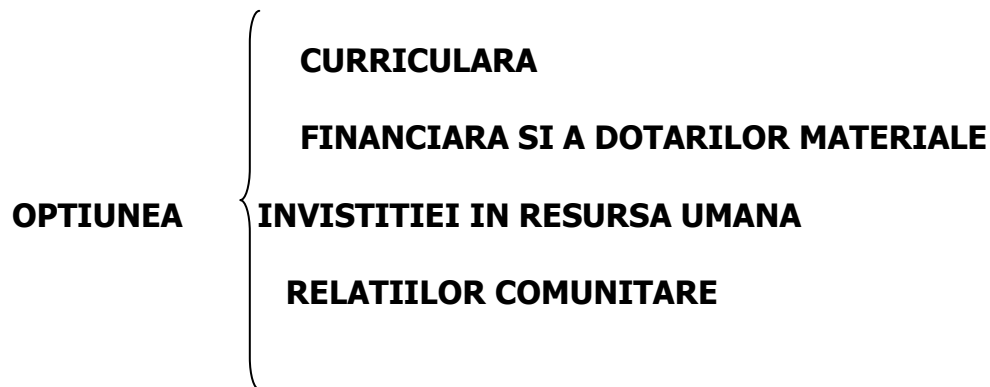 CURRICULARA
FINANCIARA SI A DOTARILOR MATERIALE
OPTIUNEA INVISTITIEI IN RESURSA UMANA
RELATIILOR COMUNITARE